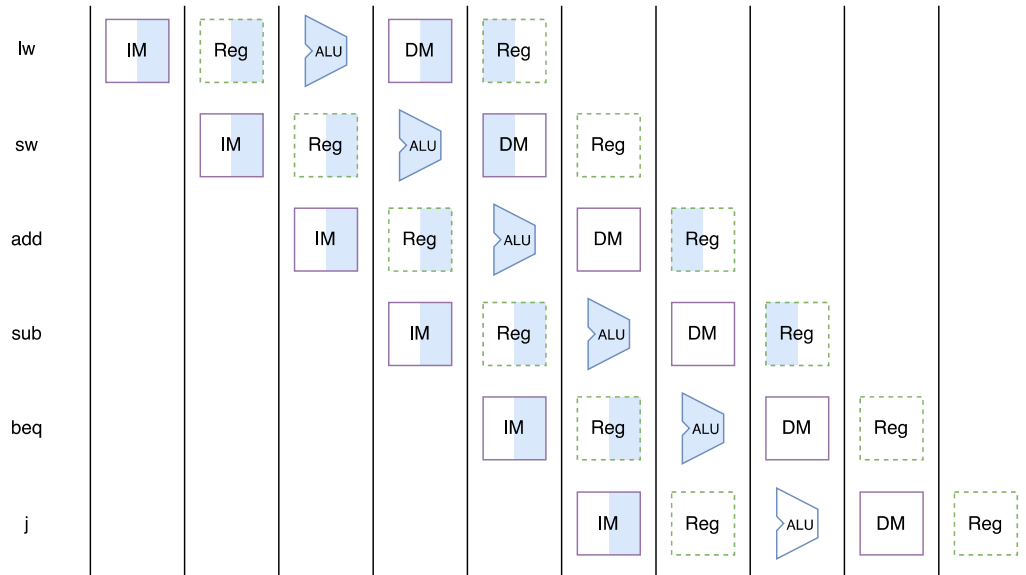 lw IM Reg ALU DM Reg
sw IM Reg ALU DM Reg
add IM Reg ALU DM Reg
sub IM Reg ALU DM Reg
beq IM Reg ALU DM Reg
j IM Reg ALU DM Reg